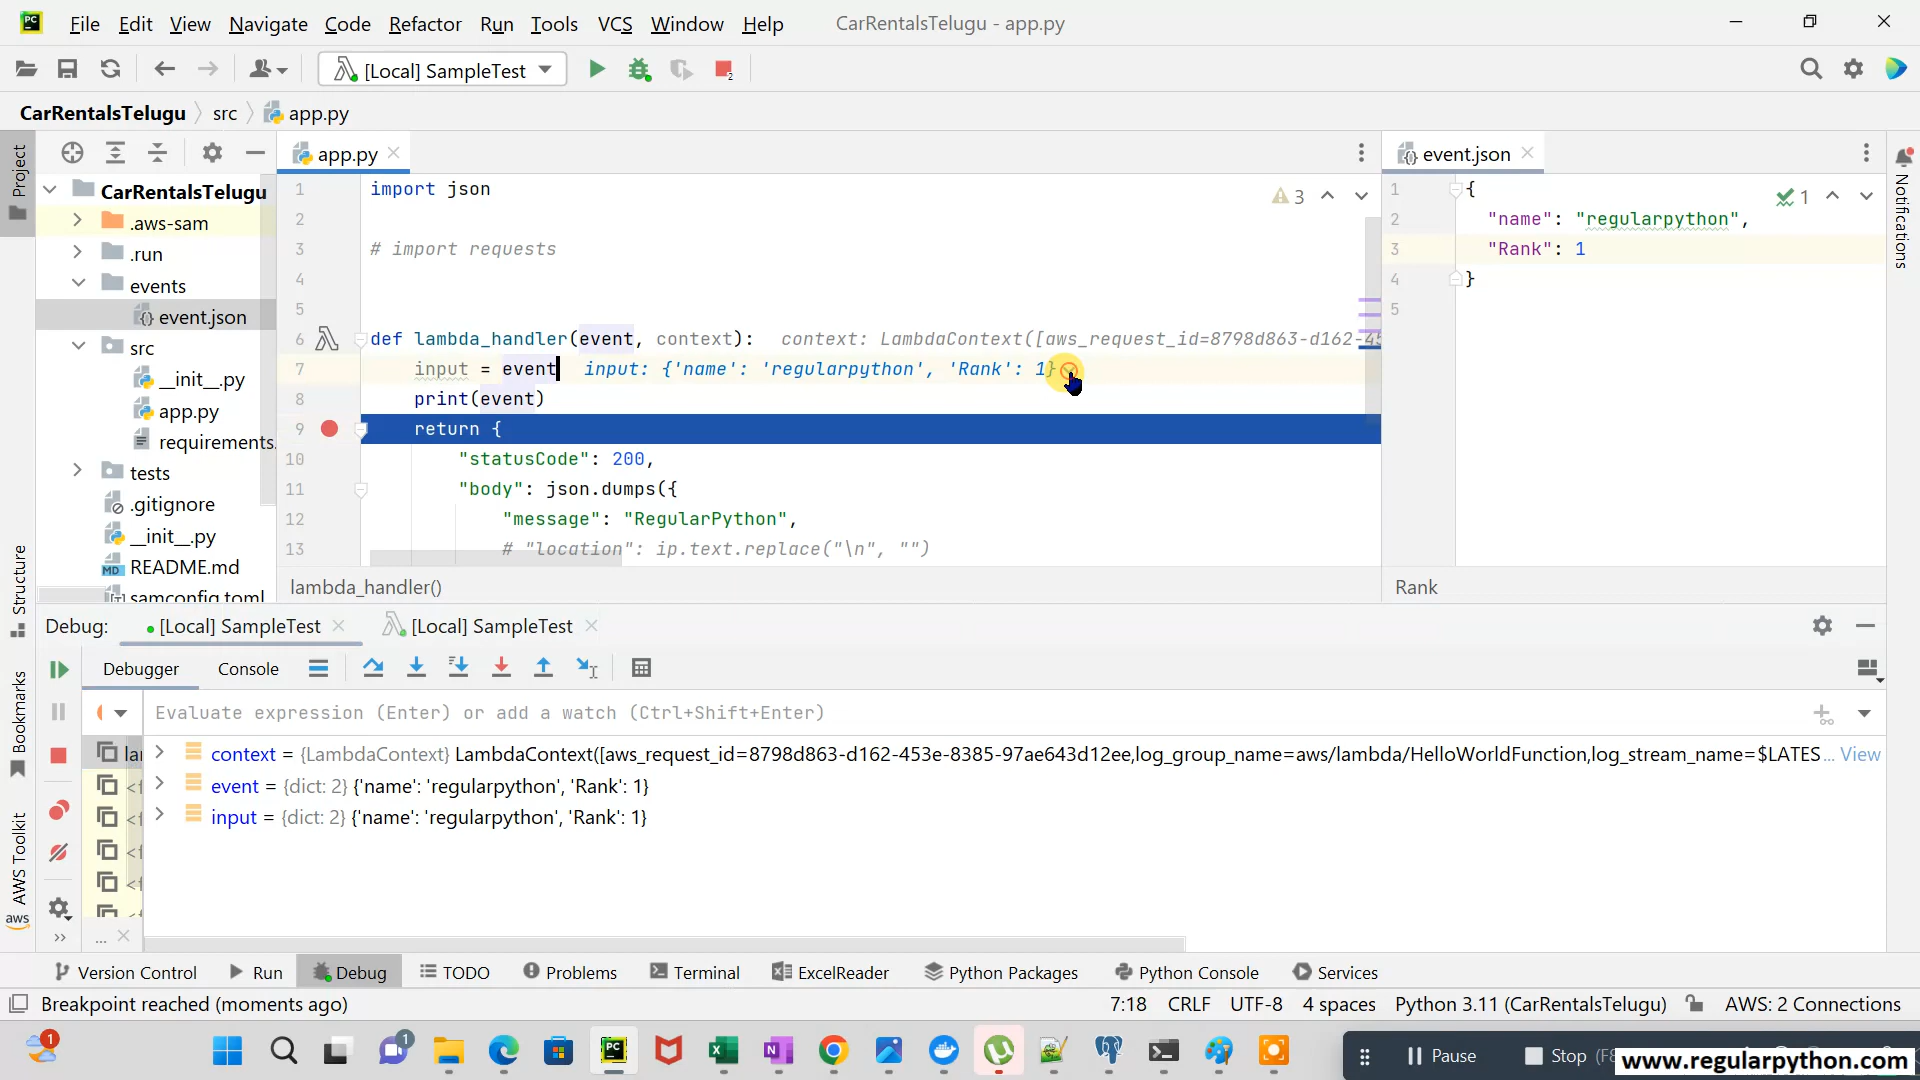 File Edit View Navigate Code Refactor Run Tools VCS Window Help CarRentalsTelugu - app.py
[Local] SampleTest
CarRentalsTelugu src app.py
Project
CarRentalsTelugu
.aws-sam
.run
events
event.json
src
__init__.py
app.py
requirements.
tests
.gitignore
__init__.py
README.md
samconfig.toml
app.py
3
1 import json
2
3 # import requests
4
5
6 def lambda_handler(event, context): context: LambdaContext([aws_request_id=8798d863-d162-45
7 input = event input: {'name': 'regularpython', 'Rank': 1}
8 print(event)
9 return {
10 "statusCode": 200,
11 "body": json.dumps({
12 "message": "RegularPython",
13 # "location": ip.text.replace("\n", "")
lambda_handler()
event.json
1
1 {
2 "name": "regularpython",
3 "Rank": 1
4 }
5
Rank
Notifications
Structure
Bookmarks
AWS Toolkit
aws
Debug: [Local] SampleTest [Local] SampleTest
Debugger Console
Evaluate expression (Enter) or add a watch (Ctrl+Shift+Enter)
context = {LambdaContext} LambdaContext([aws_request_id=8798d863-d162-453e-8385-97ae643d12ee,log_group_name=aws/lambda/HelloWorldFunction,log_stream_name=$LATES... View
event = {dict: 2} {'name': 'regularpython', 'Rank': 1}
input = {dict: 2} {'name': 'regularpython', 'Rank': 1}
Version Control Run Debug TODO Problems Terminal ExcelReader Python Packages Python Console Services
Breakpoint reached (moments ago) 7:18 CRLF UTF-8 4 spaces Python 3.11 (CarRentalsTelugu) AWS: 2 Connections
1 1 Pause Stop
www.regularpython.com